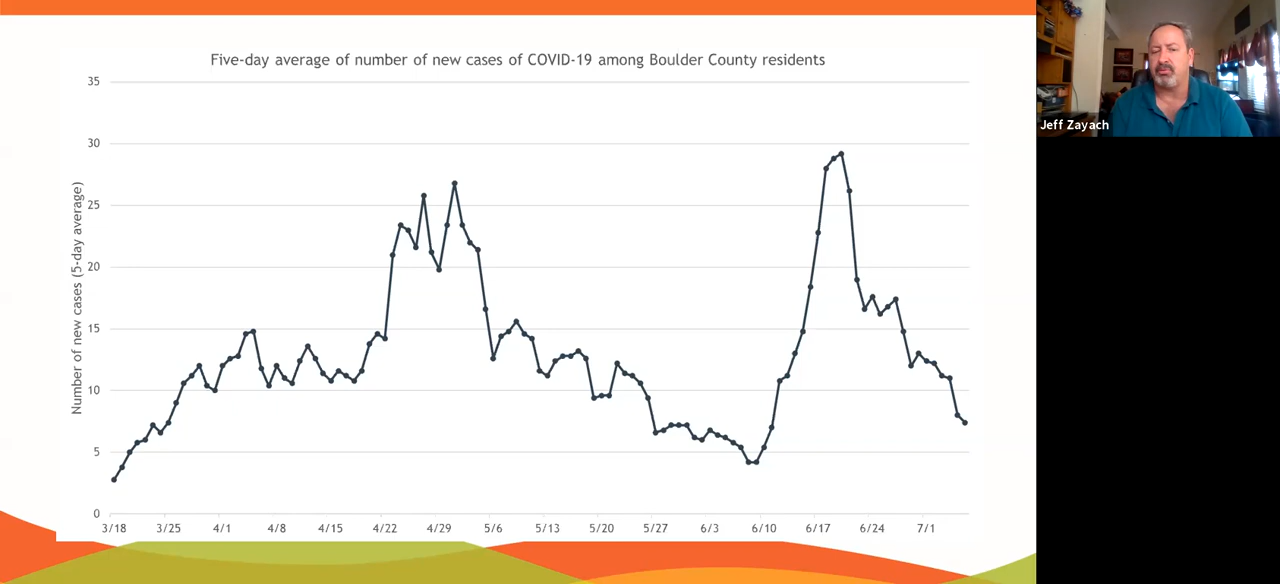 Five-day average of number of new cases of COVID-19 among Boulder County residents
Jeff Zayach
Number of new cases (5-day average)
35
30
25
20
15
10
5
0
3/18 3/25 4/1 4/8 4/15 4/22 4/29 5/6 5/13 5/20 5/27 6/3 6/10 6/17 6/24 7/1